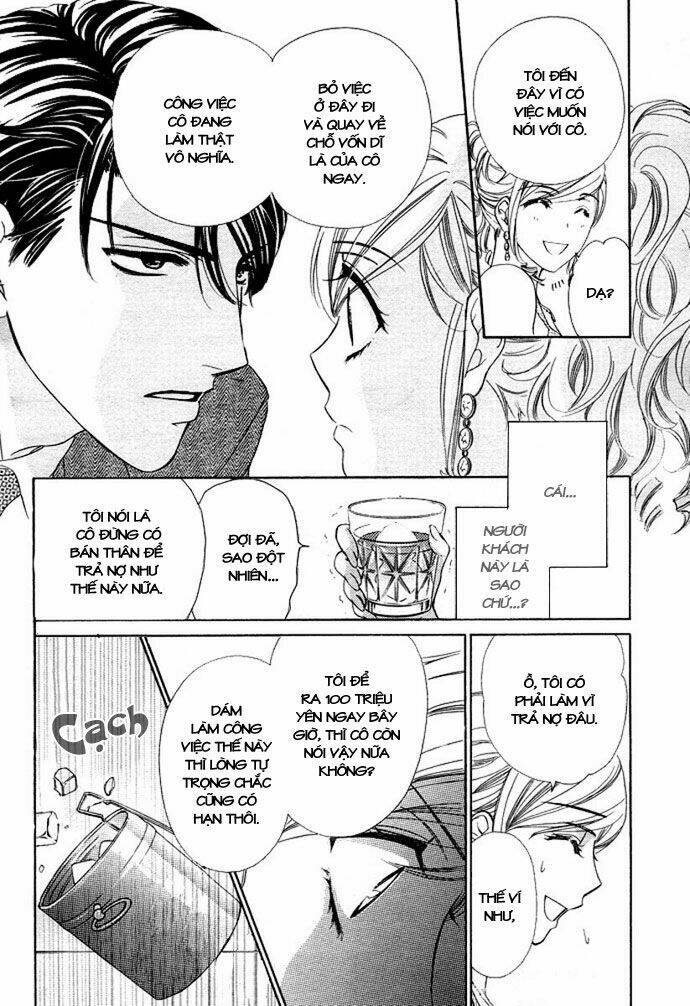 TÔI ĐẾN
ĐÂY VÌ CÓ
VIỆC MUỐN
NÓI VỚI CÔ.
DẠ?
BỎ VIỆC
Ở ĐÂY ĐI
VÀ QUAY VỀ
CHỖ VỐN DĨ
LÀ CỦA CÔ
NGAY.
CÔNG VIỆC
CÔ ĐANG
LÀM THẬT
VÔ NGHĨA.
CÁI...
NGƯỜI
KHÁCH
NÀY LÀ
SAO
CHỨ...?
ĐỢI ĐÃ,
SAO ĐỘT
NHIÊN...
TÔI NÓI LÀ
CÔ ĐỪNG CÓ
BÁN THÂN ĐỂ
TRẢ NỢ NHƯ
THẾ NÀY NỮA.
Ồ, TÔI CÓ
PHẢI LÀM VÌ
TRẢ NỢ ĐÂU.
THẾ VÍ
NHƯ,
TÔI ĐỂ
RA 100 TRIỆU
YÊN NGAY BÂY
GIỜ, THÌ CÔ CÒN
NÓI VẬY NỮA
KHÔNG?
DÁM
LÀM CÔNG
VIỆC THẾ NÀY
THÌ LÒNG TỰ
TRỌNG CHẮC
CŨNG CÓ
HẠN THÔI.
CẠCH